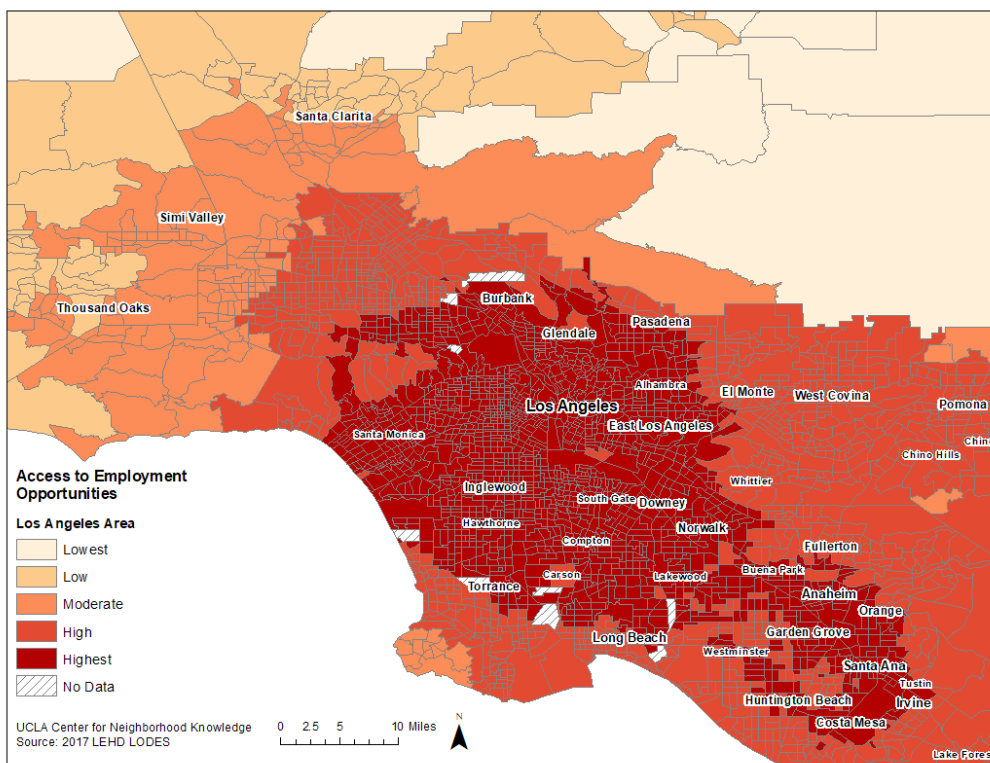 Santa Clarita
Simi Valley
Thousand Oaks
Burbank
Glendale
Pasadena
Alhambra
El Monte
West Covina
Pomona
Los Angeles
East Los Angeles
Santa Monica
Chino
Chino Hills
Whittier
Inglewood
South Gate
Downey
Hawthorne
Norwalk
Compton
Fullerton
Buena Park
Carson
Lakewood
Torrance
Anaheim
Orange
Long Beach
Garden Grove
Westminster
Santa Ana
Tustin
Huntington Beach
Irvine
Costa Mesa
Lake Fores
Access to Employment
Opportunities
Los Angeles Area
Lowest
Low
Moderate
High
Highest
No Data
UCLA Center for Neighborhood Knowledge
Source: 2017 LEHD LODES
0 2.5 5 10 Miles
N